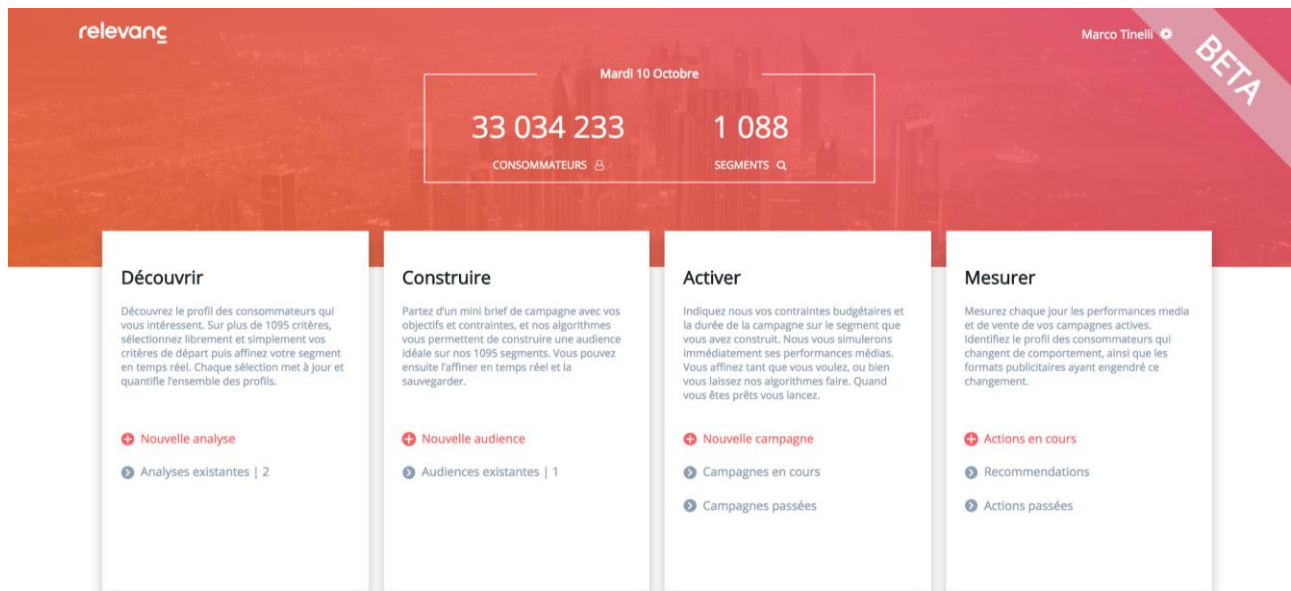 relevanc
Marco Tinelli
BETA
Mardi 10 Octobre
33 034 233
1 088
CONSOMMATEURS
SEGMENTS
Découvrir
Découvrez le profil des consommateurs qui
vous intéressent. Sur plus de 1095 critères,
sélectionnez librement et simplement vos
critères de départ puis affinez votre segment
en temps réel. Chaque sélection met à jour et
quantifie l'ensemble des profils.
Nouvelle analyse
Analyses existantes | 2
Construire
Partez d'un mini brief de campagne avec vos
objectifs et contraintes, et nos algorithmes
vous permettent de construire une audience
idéale sur nos 1095 segments. Vous pouvez
ensuite l'affiner en temps réel et la
sauvegarder.
Nouvelle audience
Audiences existantes | 1
Activer
Indiquez nous vos contraintes budgétaires et
la durée de la campagne sur le segment que
vous avez construit. Nous vous simulerons
immédiatement ses performances médias.
Vous affinez tant que vous voulez, ou bien
vous laissez nos algorithmes faire. Quand
vous êtes prêts vous lancez.
Nouvelle campagne
Campagnes en cours
Campagnes passées
Mesurer
Mesurez chaque jour les performances media
et de vente de vos campagnes actives.
Identifiez le profil des consommateurs qui
changent de comportement, ainsi que les
formats publicitaires ayant engendré ce
changement.
Actions en cours
Recommendations
Actions passées